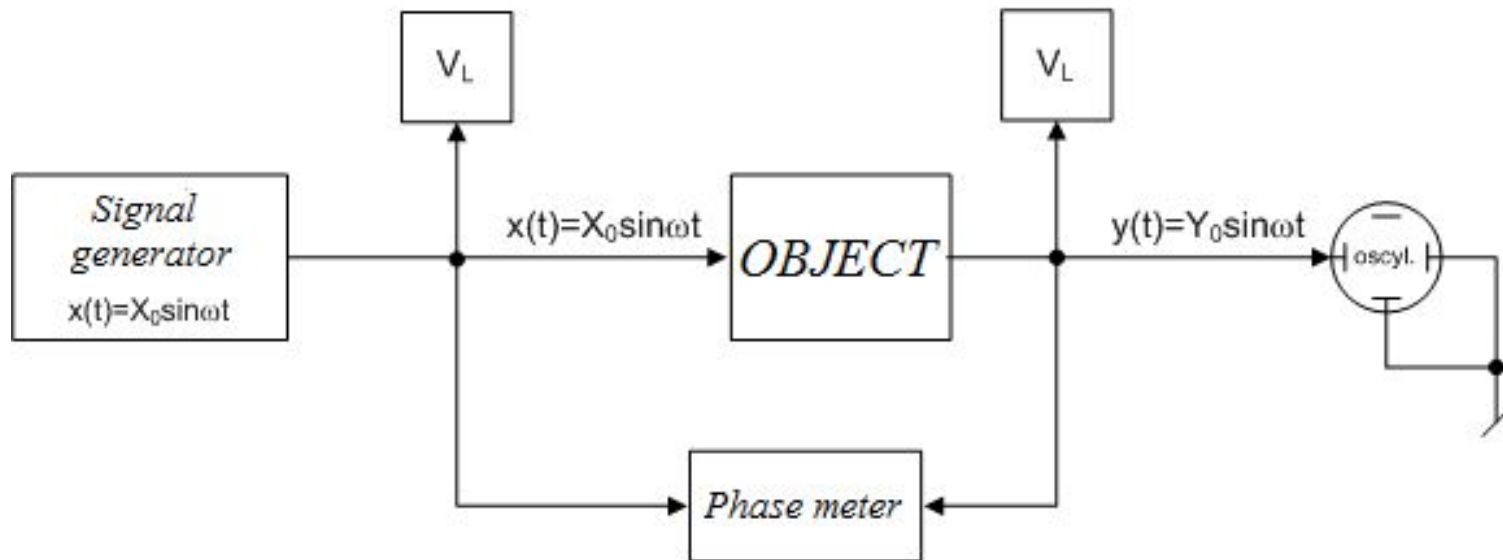 V_L
V_L
Signal
generator
x(t)=X₀sinωt
x(t)=X₀sinωt
OBJECT
y(t)=Y₀sinωt
oscyl.
Phase meter